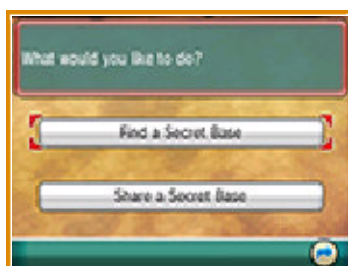 What would you like to do?
Find a Secret Base
Share a Secret Base